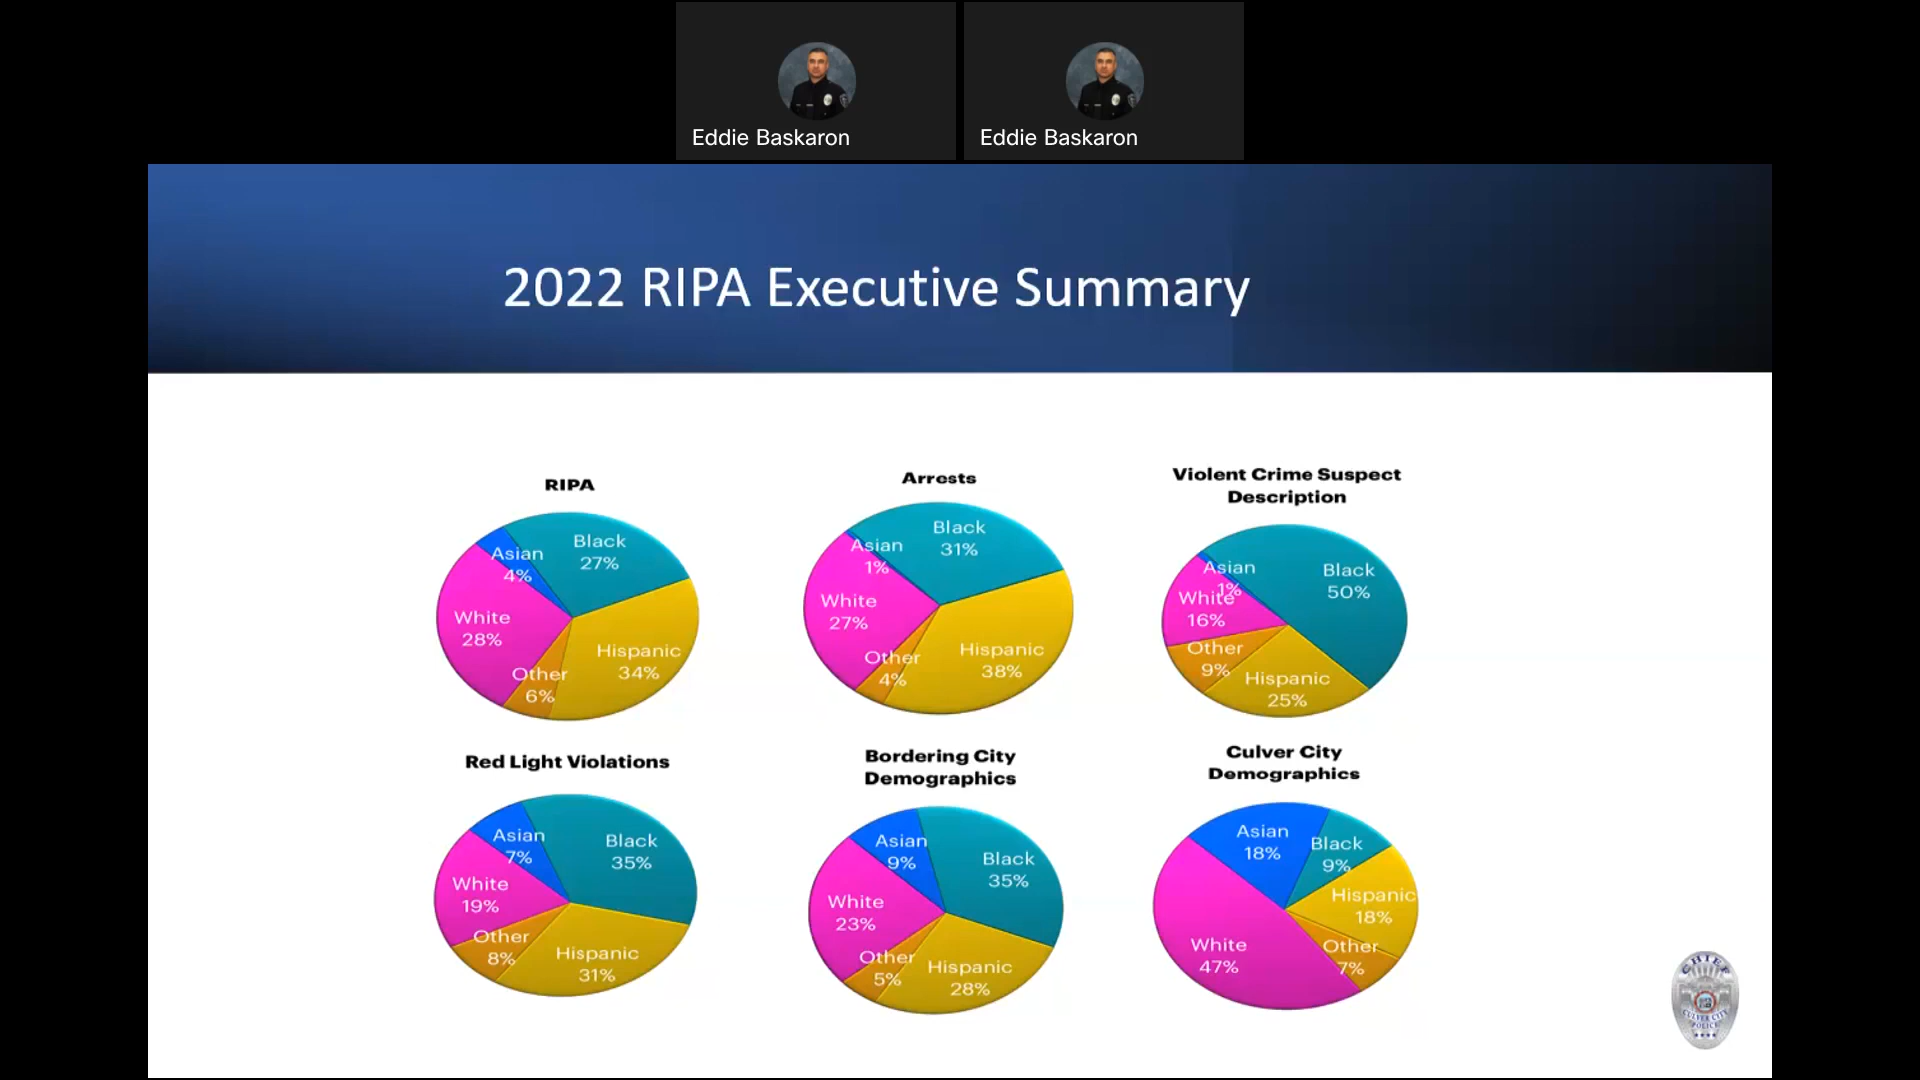 Eddie Baskaron
Eddie Baskaron
2022 RIPA Executive Summary
RIPA
Black
27%
Hispanic
34%
Other
6%
White
28%
Asian
4%
Arrests
Black
31%
Hispanic
38%
Other
4%
White
27%
Asian
1%
Violent Crime Suspect
Description
Black
50%
Hispanic
25%
Other
9%
White
16%
Asian
1%
Red Light Violations
Black
35%
Hispanic
31%
Other
8%
White
19%
Asian
7%
Bordering City
Demographics
Black
35%
Hispanic
28%
Other
5%
White
23%
Asian
9%
Culver City
Demographics
Black
9%
Hispanic
18%
Other
7%
White
47%
Asian
18%
CHIEF
CULVER CITY
POLICE